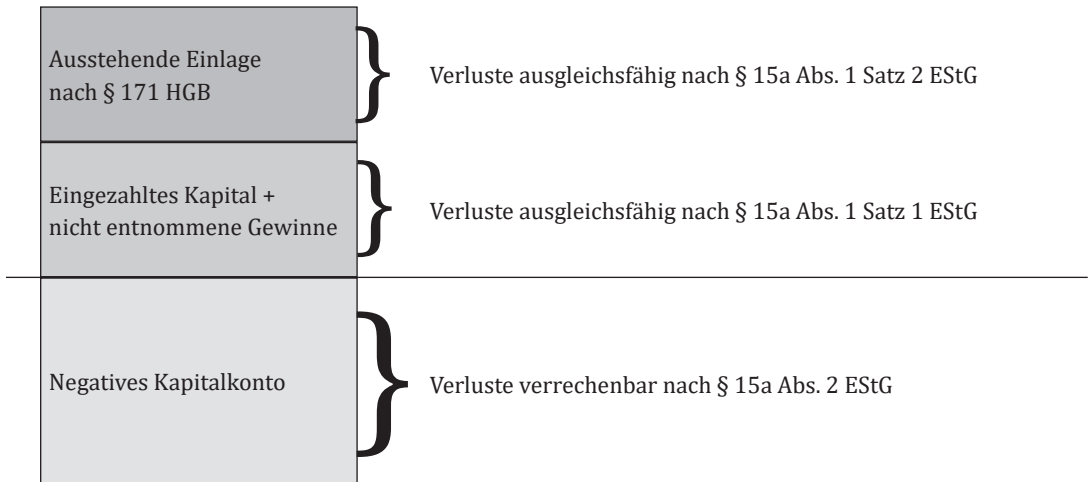 Ausstehende Einlage
nach § 171 HGB
Verluste ausgleichsfähig nach § 15a Abs. 1 Satz 2 EStG
Eingezahltes Kapital +
nicht entnommene Gewinne
Verluste ausgleichsfähig nach § 15a Abs. 1 Satz 1 EStG
Negatives Kapitalkonto
Verluste verrechenbar nach § 15a Abs. 2 EStG